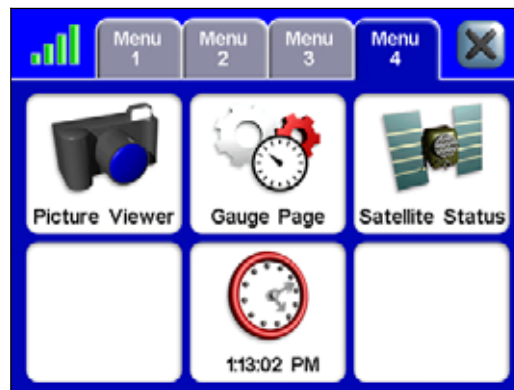 Menu 1
Menu 2
Menu 3
Menu 4
Picture Viewer
Gauge Page
Satellite Status
1:13:02 PM